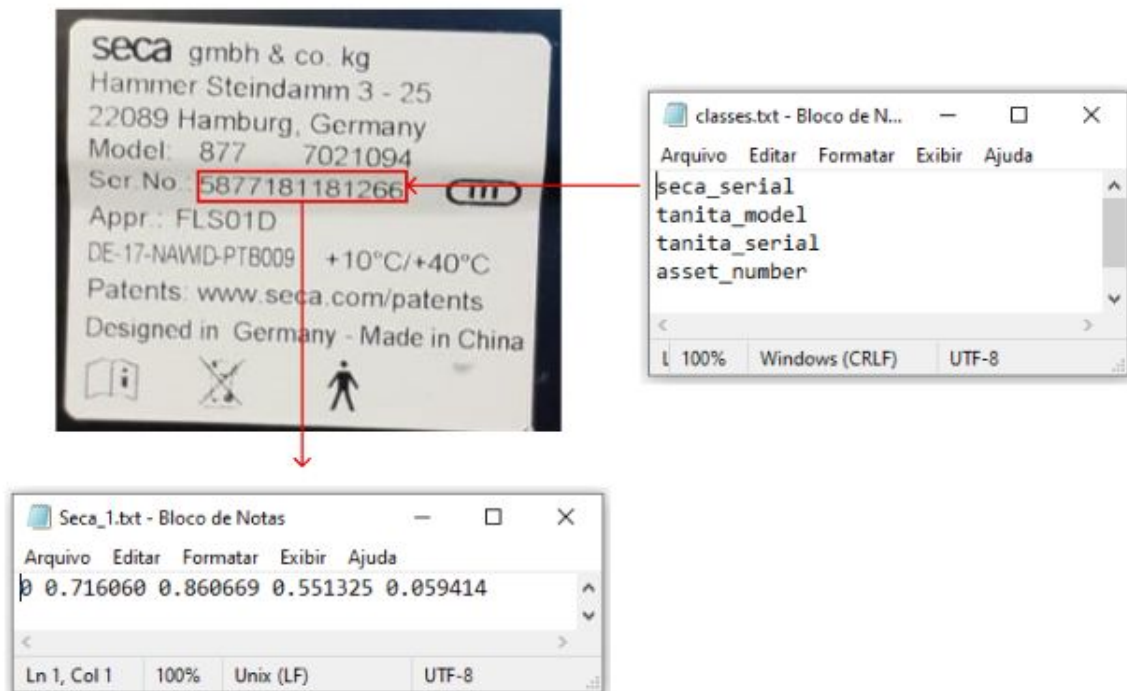 seca gmbh & co. kg
Hammer Steindamm 3 - 25
22089 Hamburg, Germany
Model: 877 7021094
Ser.No.: 5877181181266
Appr.: FLS01D
DE-17-NAWID-PTB009 +10°C/+40°C
Patents: www.seca.com/patents
Designed in Germany - Made in China
classes.txt - Bloco de N...
Arquivo Editar Formatar Exibir Ajuda
seca_serial
tanita_model
tanita_serial
asset_number
100% Windows (CRLF) UTF-8
Seca_1.txt - Bloco de Notas
Arquivo Editar Formatar Exibir Ajuda
0 0.716060 0.860669 0.551325 0.059414
Ln 1, Col 1 100% Unix (LF) UTF-8